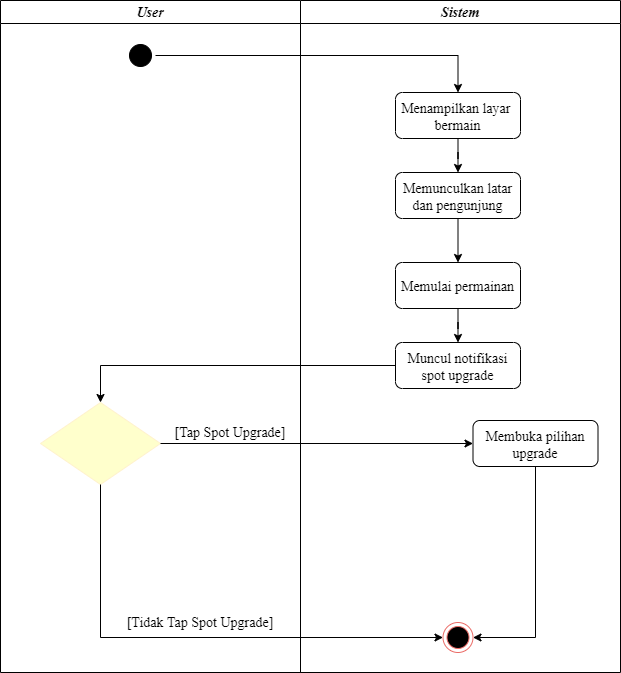 User
Sistem
Menampilkan layar
bermain
Memunculkan latar
dan pengunjung
Memulai permainan
Muncul notifikasi
spot upgrade
[Tap Spot Upgrade]
Membuka pilihan
upgrade
[Tidak Tap Spot Upgrade]